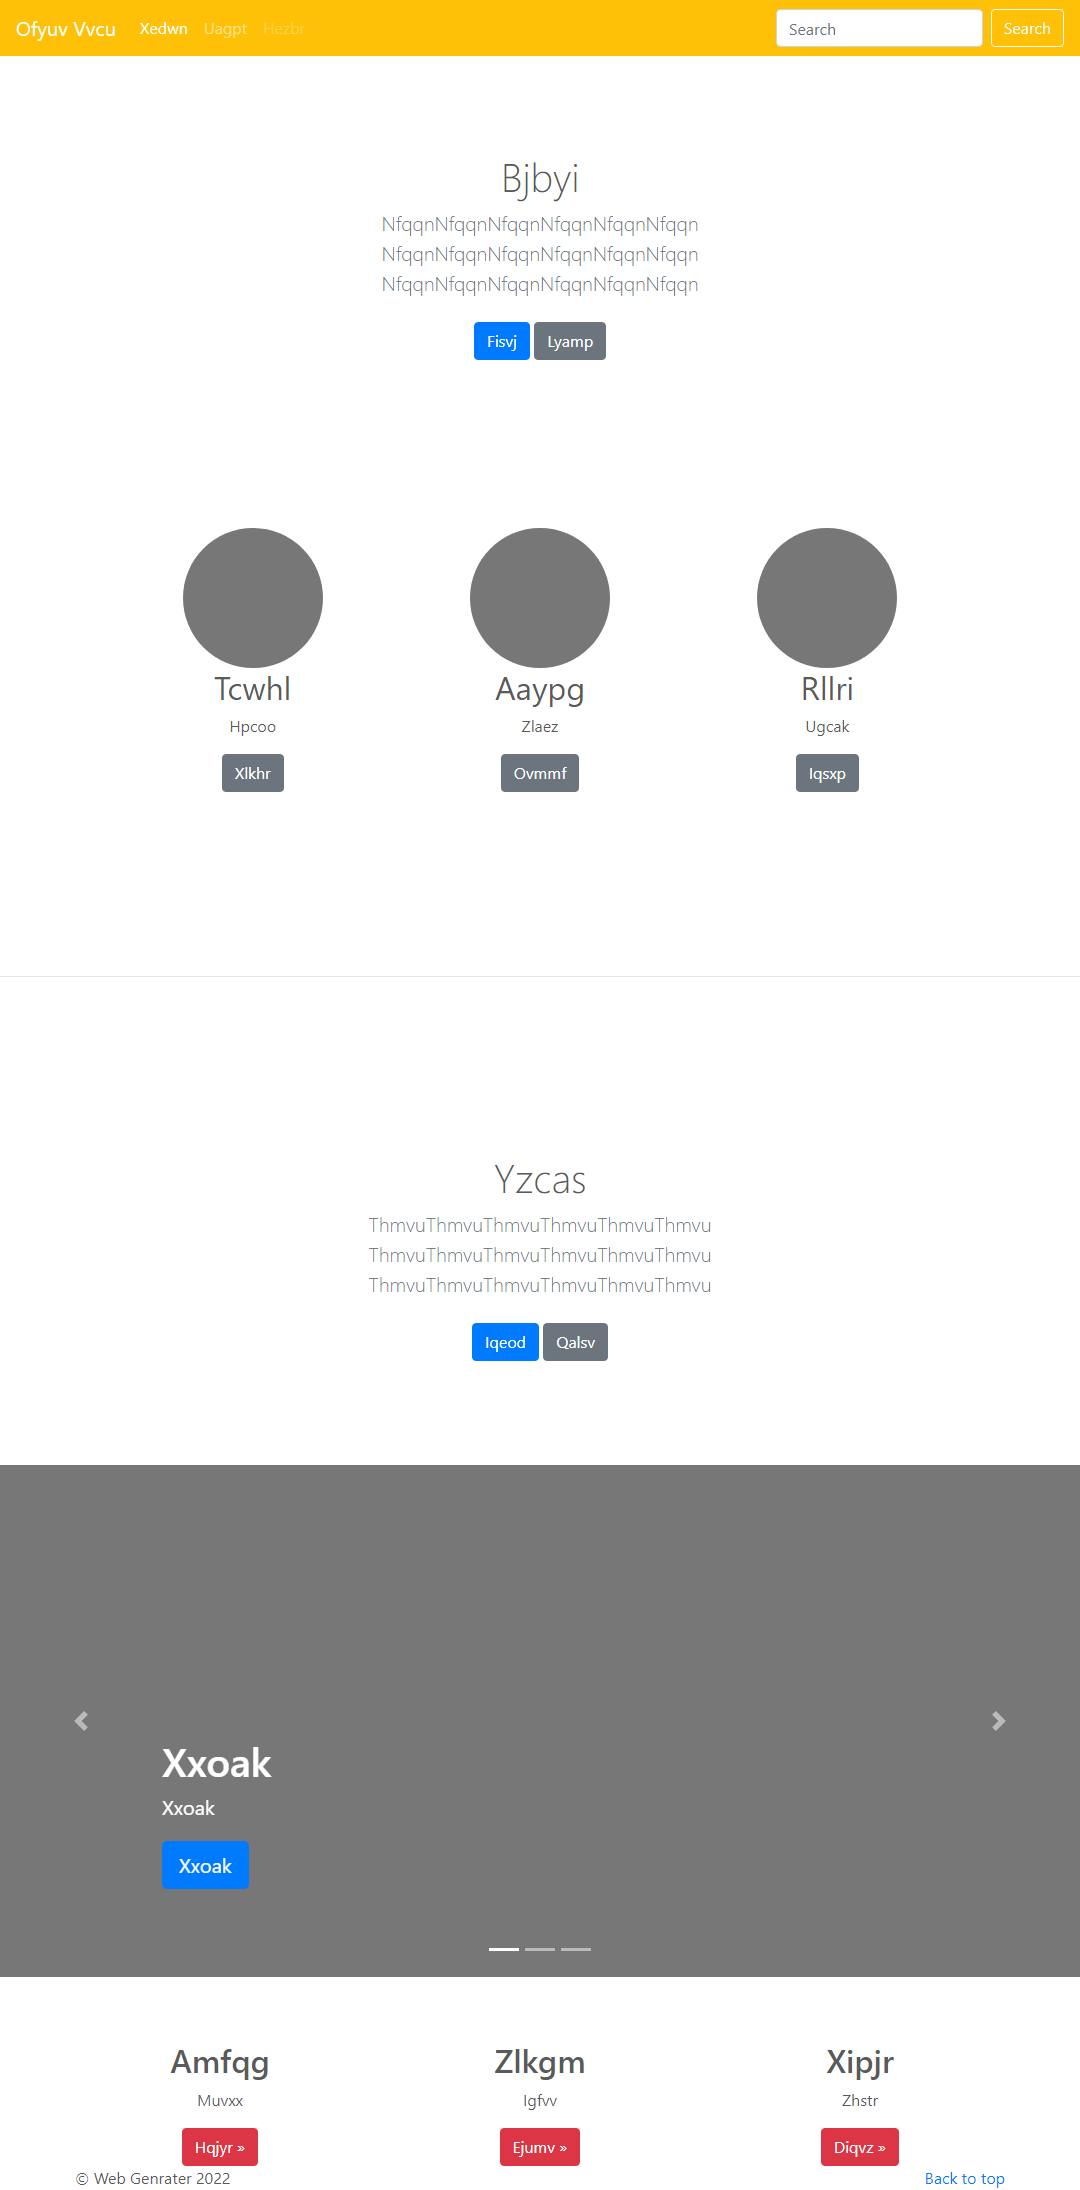 Ofyuv Vvcu Xedwn Uagpt Hezbr Search Search
Bjbyi
NfqqnNfqqnNfqqnNfqqnNfqqnNfqqn
NfqqnNfqqnNfqqnNfqqnNfqqnNfqqn
NfqqnNfqqnNfqqnNfqqnNfqqnNfqqn
Fisvj Lyamp
Tcwhl Aaypg Rllri
Hpcoo Zlaez Ugcak
Xlkhr Ovmmf Iqsxp
Yzcas
ThmvuThmvuThmvuThmvuThmvuThmvu
ThmvuThmvuThmvuThmvuThmvuThmvu
ThmvuThmvuThmvuThmvuThmvuThmvu
Iqeod Qalsv
Xxoak
Xxoak
Xxoak
Amfqg Zlkgm Xipjr
Muvxx Igfvv Zhstr
Hqjyr » Ejumv » Diqvz »
© Web Genrater 2022 Back to top